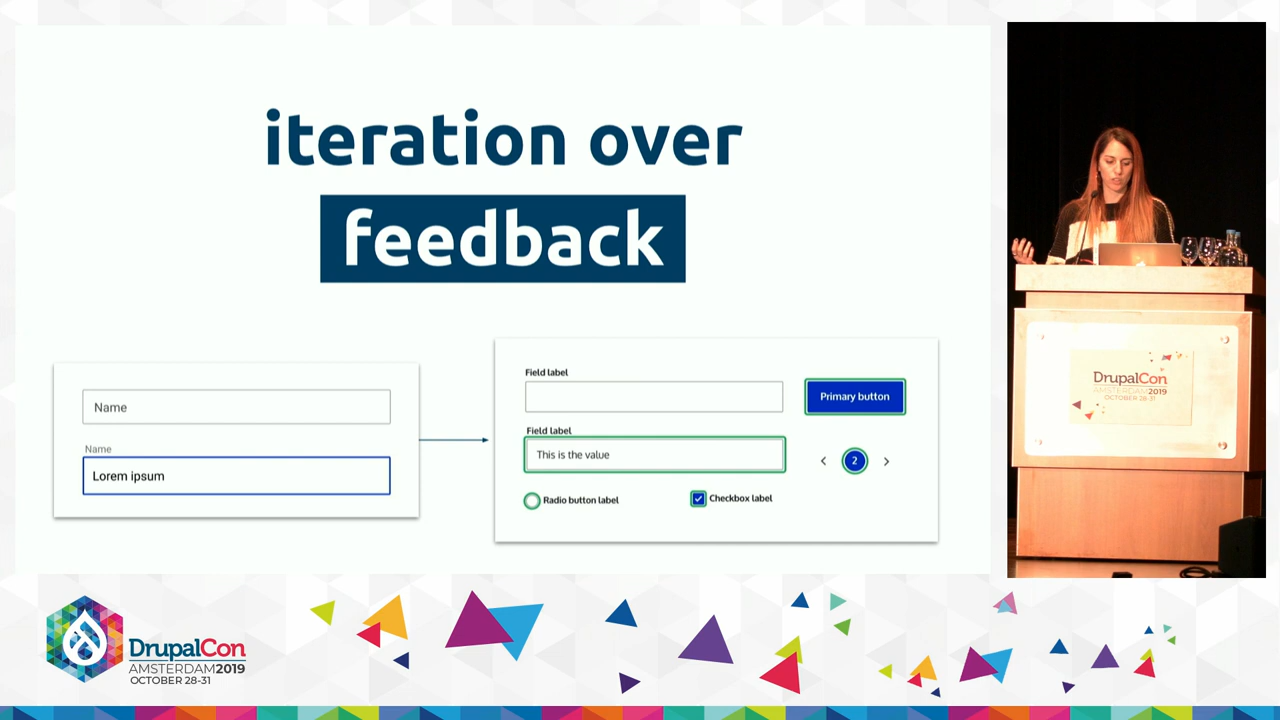 iteration over
feedback
Name
Name
Lorem ipsum
Field label
Field label
This is the value
Radio button label
Checkbox label
Primary button
2
DrupalCon
AMSTERDAM2019
OCTOBER 28-31
DrupalCon
AMSTERDAM2019
OCTOBER 28-31